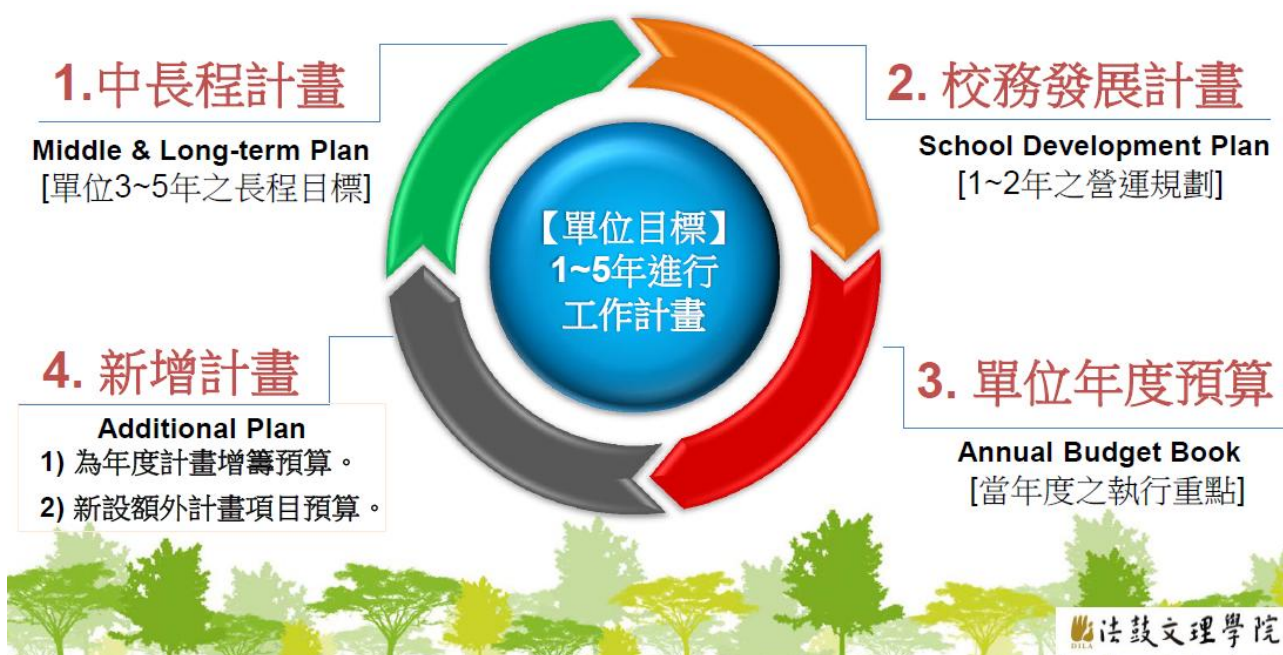 1.中長程計畫
Middle & Long-term Plan
[單位3~5年之長程目標]
2. 校務發展計畫
School Development Plan
[1~2年之營運規劃]
【單位目標】
1~5年進行
工作計畫
4. 新增計畫
Additional Plan
1) 為年度計畫增籌預算。
2) 新設額外計畫項目預算。
3. 單位年度預算
Annual Budget Book
[當年度之執行重點]
法鼓文理學院
DILA